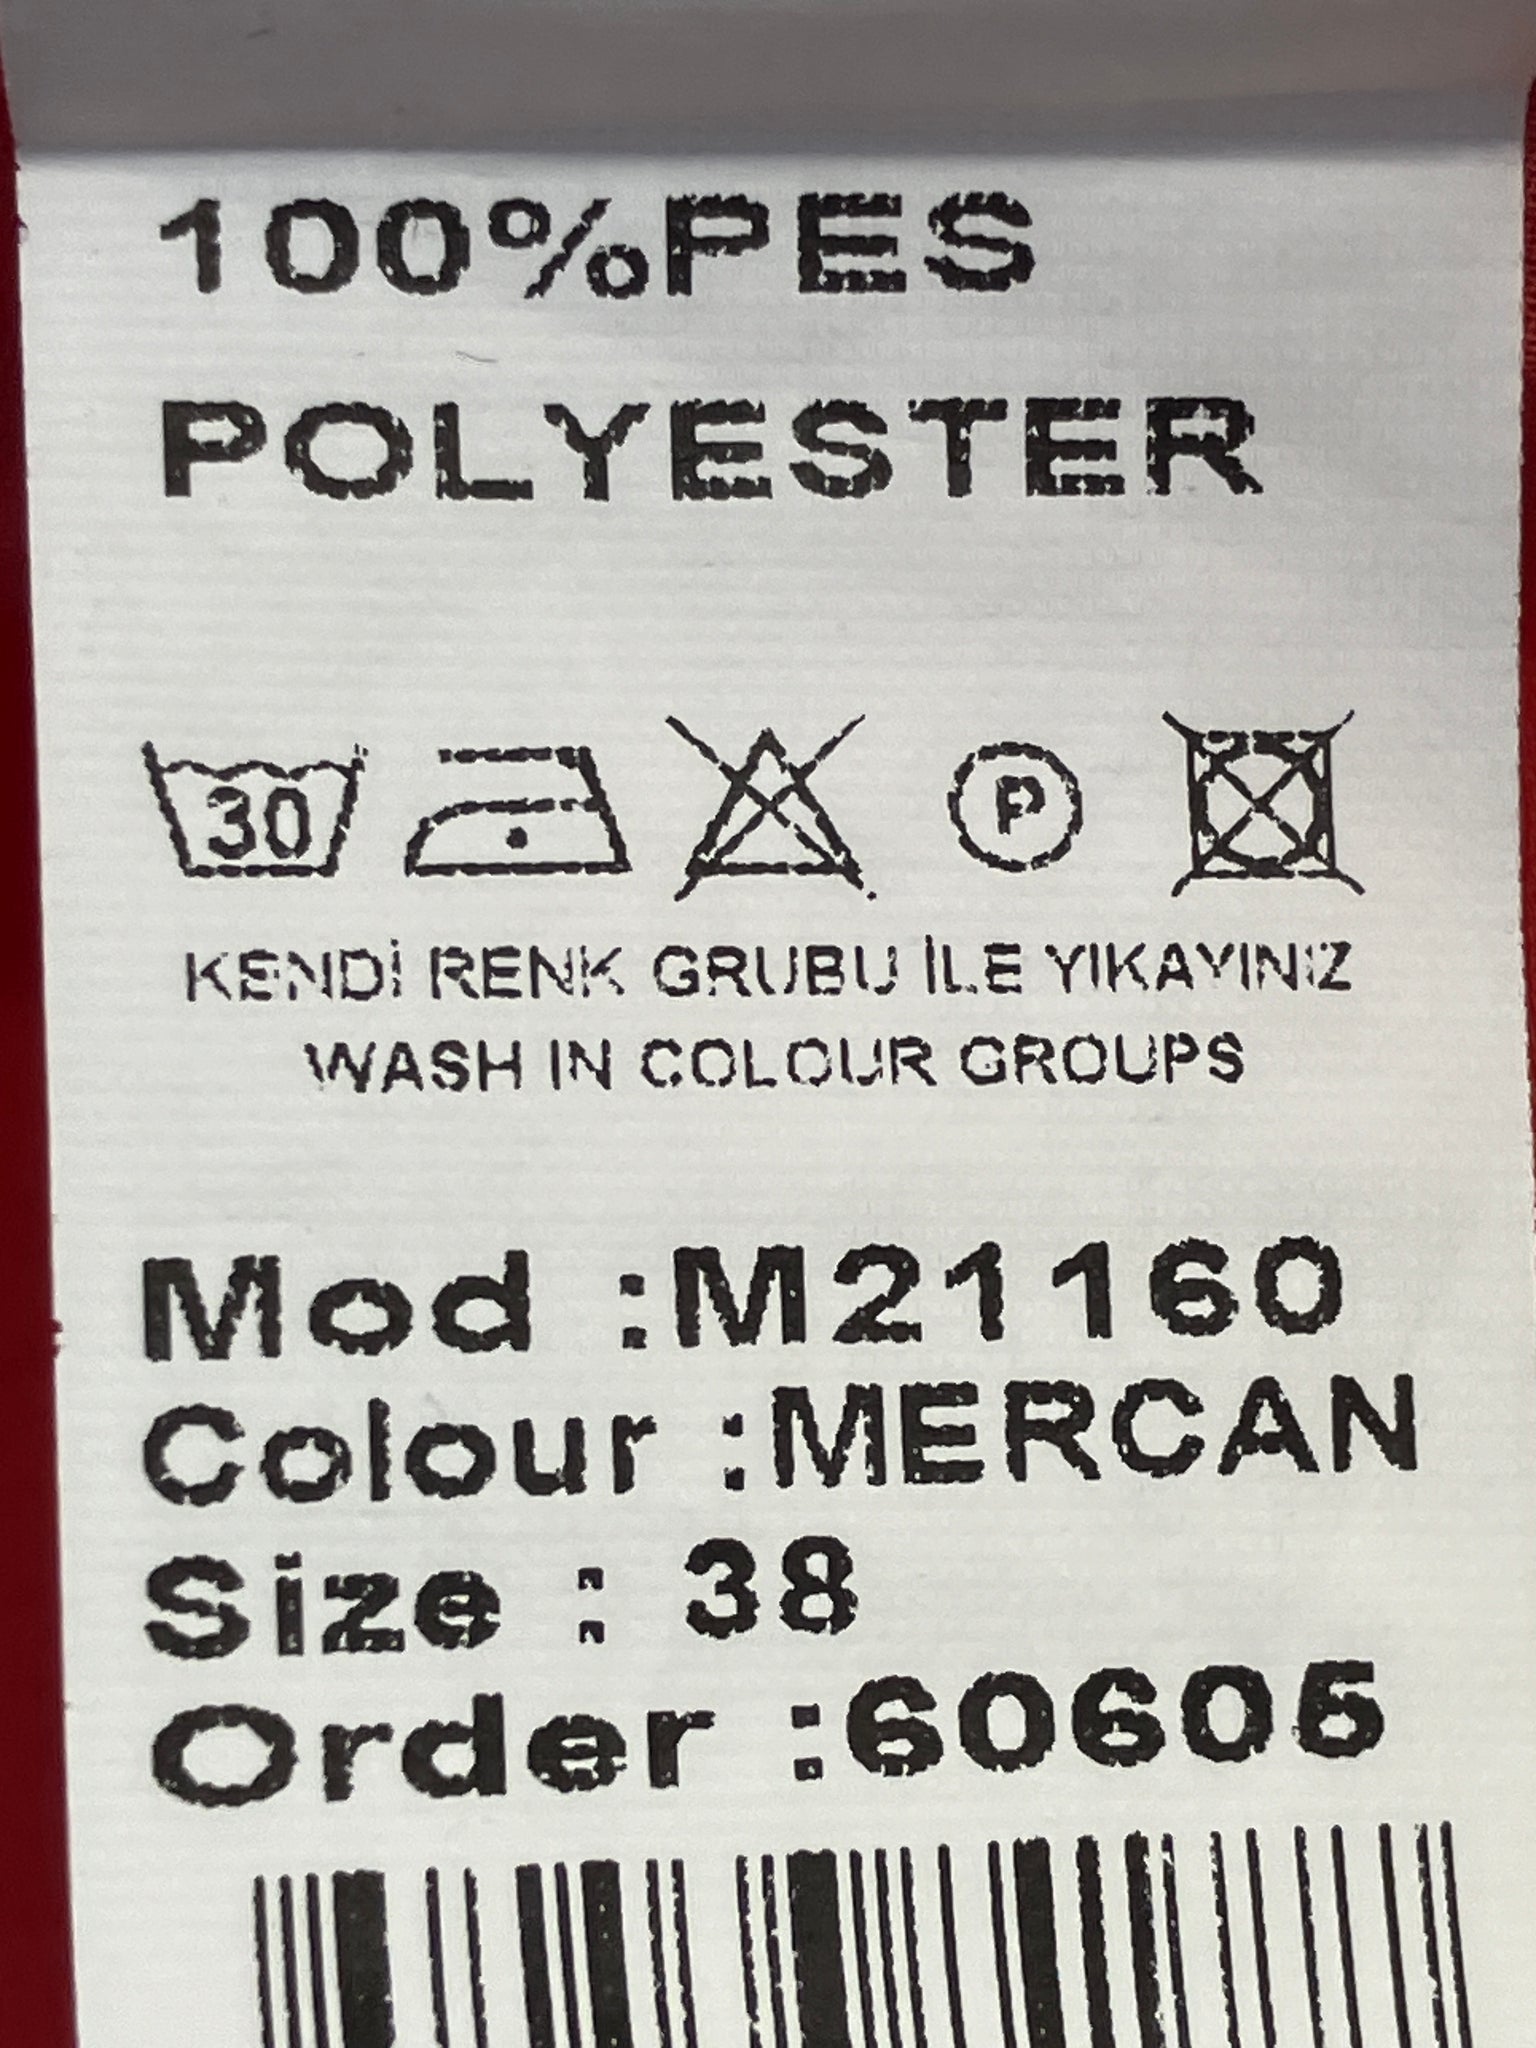 100%PES
POLYESTER
30 P
KENDİ RENK GRUBU İLE YIKAYINIZ
WASH IN COLOUR GROUPS
Mod :M21160
Colour :MERCAN
Size : 38
Order :60605